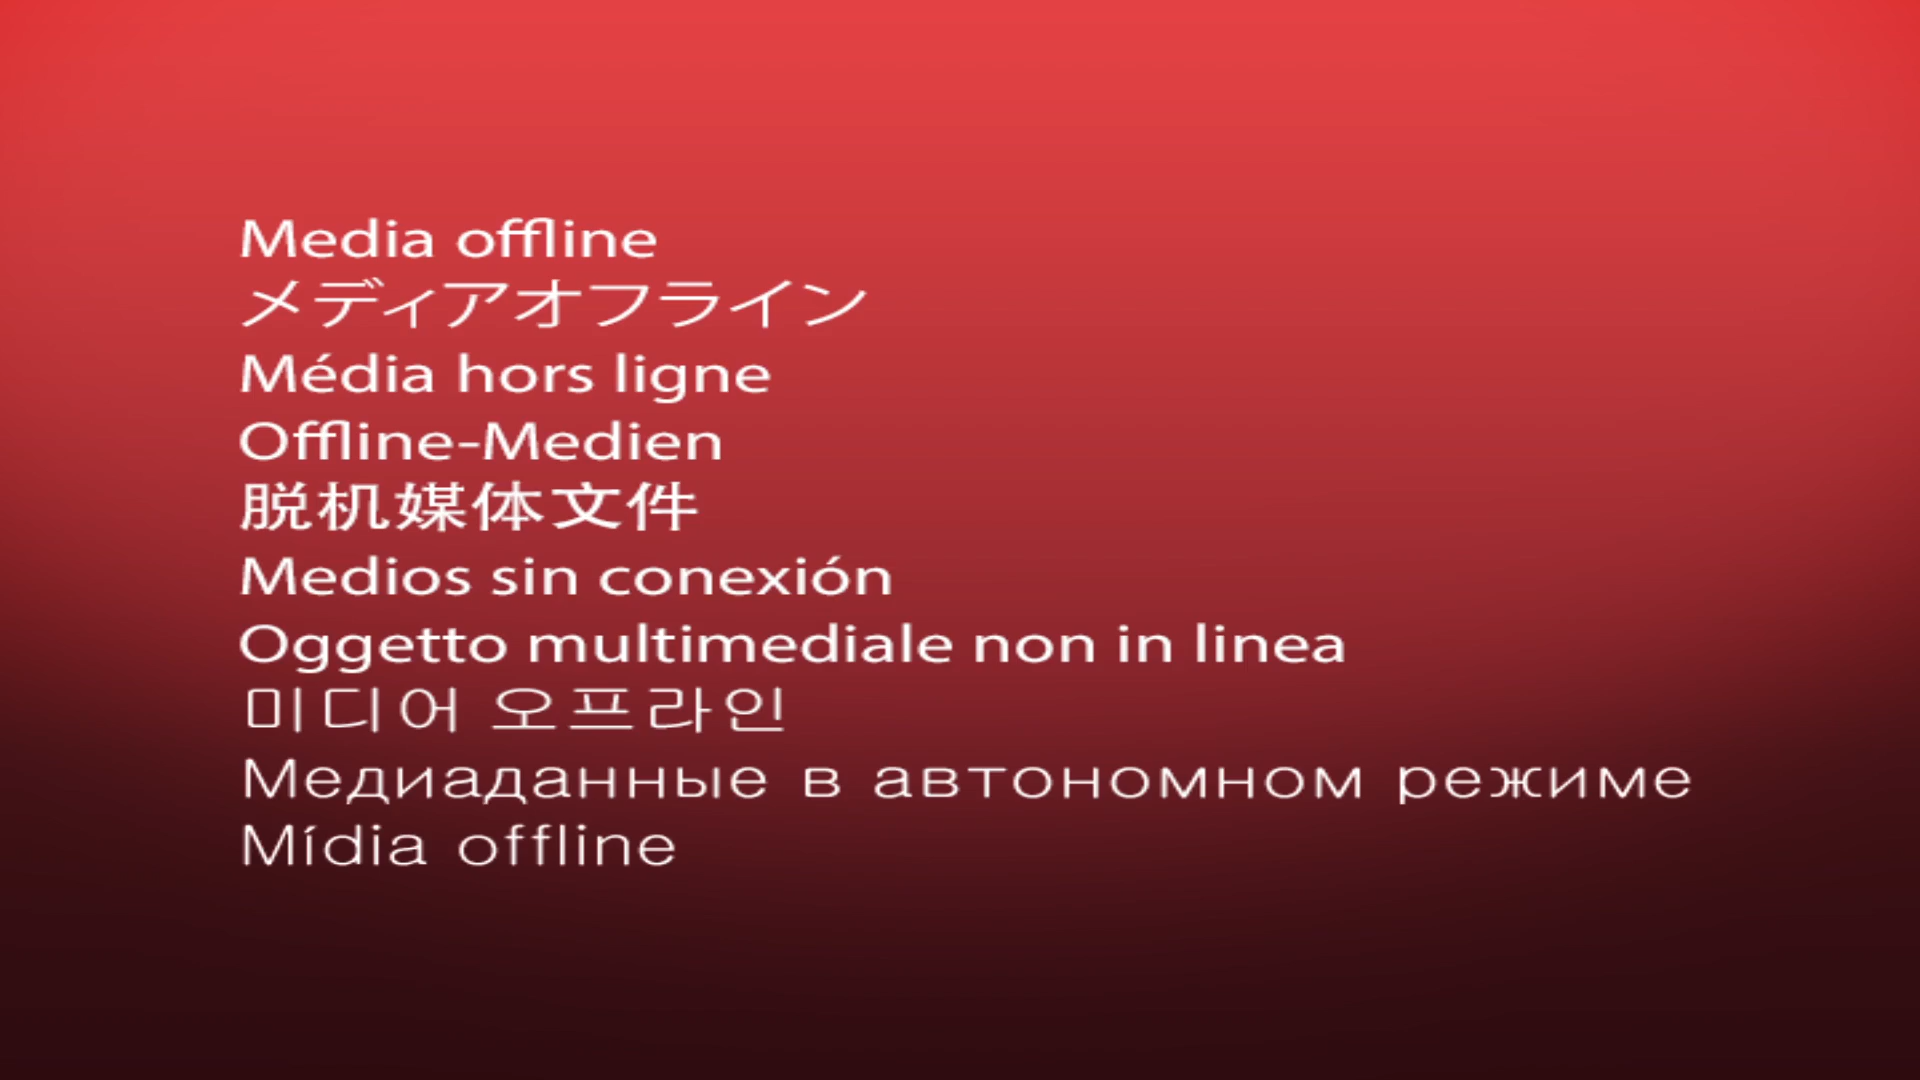 Media offline
メディアオフライン
Média hors ligne
Offline-Medien
脱机媒体文件
Medios sin conexión
Oggetto multimediale non in linea
미디어 오프라인
Медиаданные в автономном режиме
Mídia offline